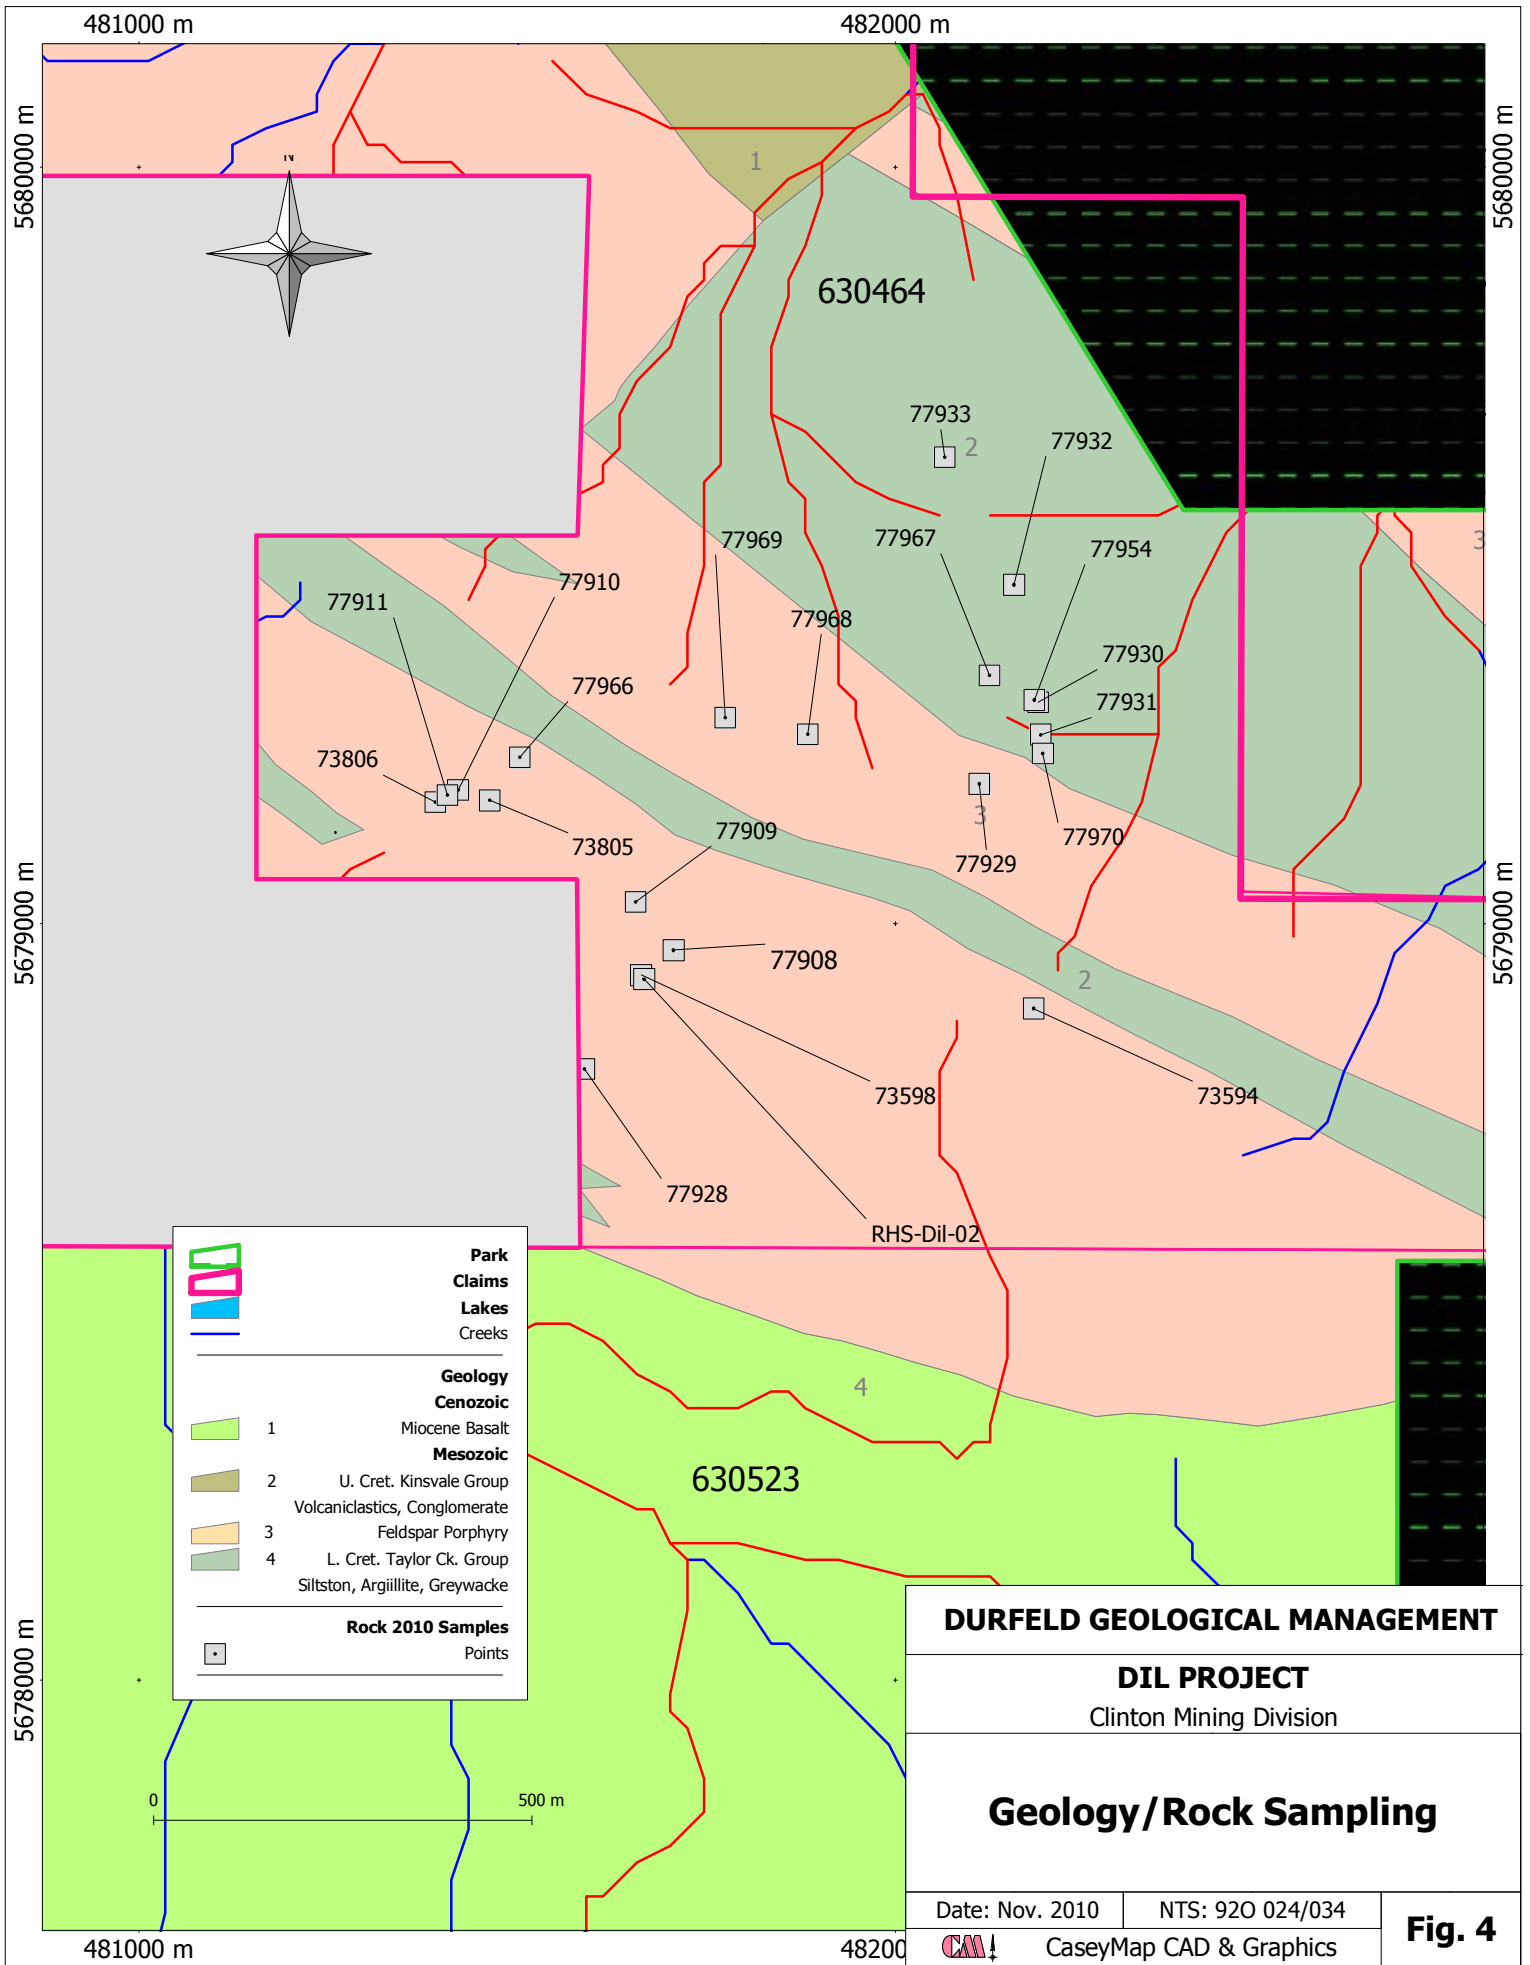 481000 m
482000 m
5680000 m
5680000 m
N
1
630464
77933
2
77932
77969
77967
77954
3
77910
77911
77968
77930
77966
77931
73806
3
77909
77970
73805
77929
5679000 m
5679000 m
77908
2
73598
73594
77928
RHS-Dil-02
Park
Claims
Lakes
Creeks
Geology
Cenozoic
1 Miocene Basalt
Mesozoic
2 U. Cret. Kinsvale Group
Volcaniclastics, Conglomerate
3 Feldspar Porphyry
4 L. Cret. Taylor Ck. Group
Siltston, Argiillite, Greywacke
Rock 2010 Samples
Points
4
630523
5678000 m
0 500 m
DURFELD GEOLOGICAL MANAGEMENT
DIL PROJECT
Clinton Mining Division
Geology/Rock Sampling
Date: Nov. 2010
NTS: 92O 024/034
CaseyMap CAD & Graphics
Fig. 4
481000 m
48200